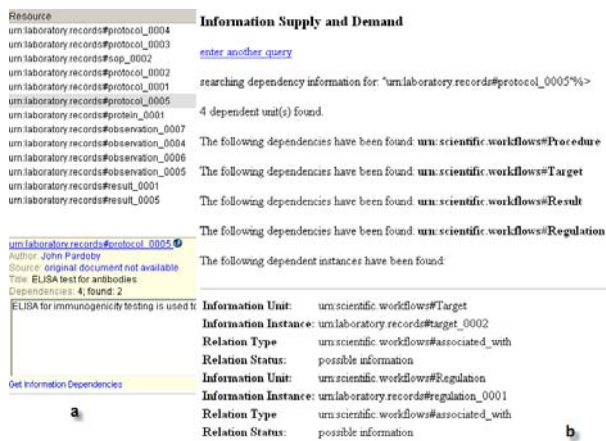 Resource
urn:laboratory.records#protocol_0004
urn:laboratory.records#protocol_0003
urn:laboratory.records#sop_0002
urn:laboratory.records#protocol_0002
urn:laboratory.records#protocol_0001
urn:laboratory.records#protocol_0005
urn:laboratory.records#protein_0001
urn:laboratory.records#observation_0007
urn:laboratory.records#observation_0004
urn:laboratory.records#observation_0006
urn:laboratory.records#observation_0005
urn:laboratory.records#result_0001
urn:laboratory.records#result_0005
urn:laboratory.records#protocol_0005
Author: John Pardoby
Source: original document not available
Title: ELISA test for antibodies
Dependencies: 4; found: 2
ELISA for immunogenicity testing is used to
Get Information Dependencies
a
Information Supply and Demand
enter another query
searching dependency information for: "urn:laboratory.records#protocol_0005"%>
4 dependent unit(s) found.
The following dependencies have been found: urn:scientific.workflows#Procedure
The following dependencies have been found: urn:scientific.workflows#Target
The following dependencies have been found: urn:scientific.workflows#Result
The following dependencies have been found: urn:scientific.workflows#Regulation
The following dependent instances have been found:
Information Unit: urn:scientific.workflows#Target
Information Instance: urn:laboratory.records#target_0002
Relation Type urn:scientific.workflows#associated_with
Relation Status: possible information
Information Unit: urn:scientific.workflows#Regulation
Information Instance: urn:laboratory.records#regulation_0001
Relation Type urn:scientific.workflows#associated_with
Relation Status: possible information
b